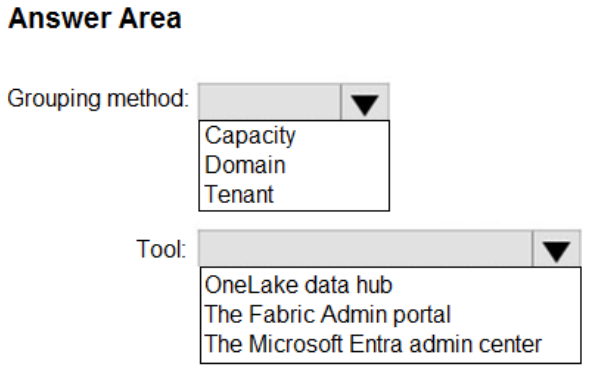 Answer Area
Grouping method:
Capacity
Domain
Tenant
Tool:
OneLake data hub
The Fabric Admin portal
The Microsoft Entra admin center